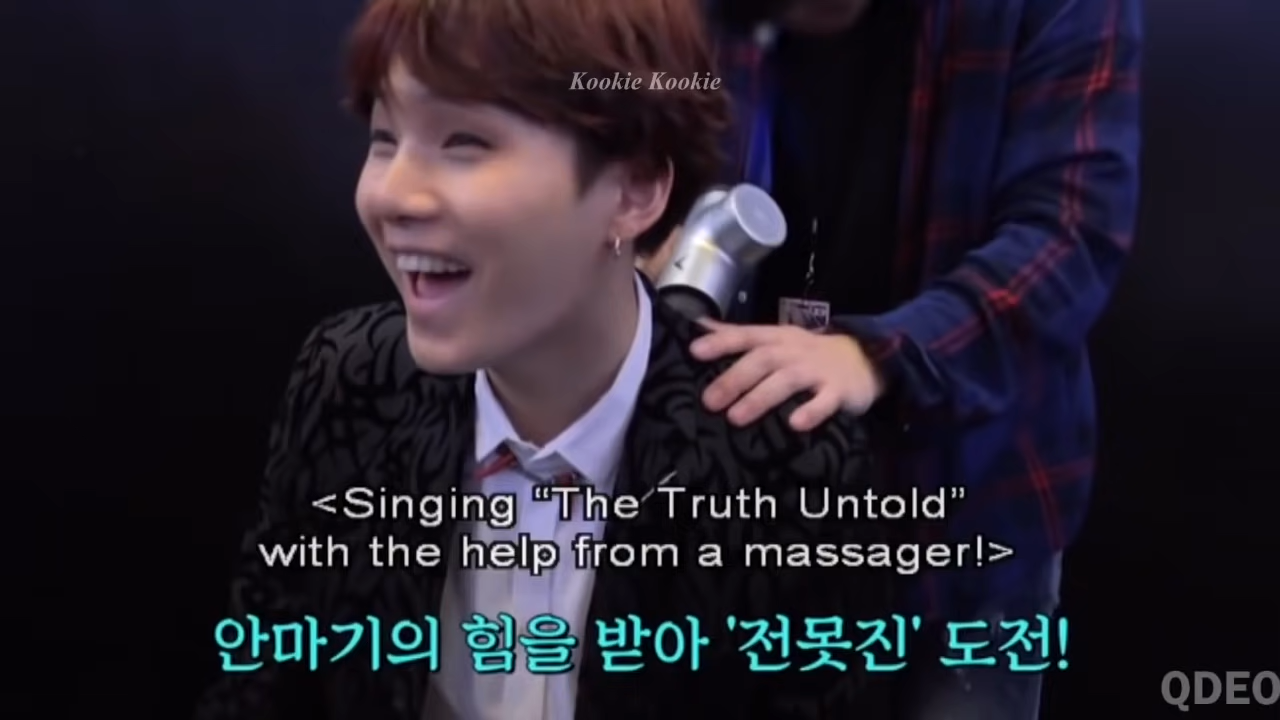 Kookie Kookie
<Singing “The Truth Untold”
with the help from a massager!>
안마기의 힘을 받아 '전못진' 도전!
QDEO